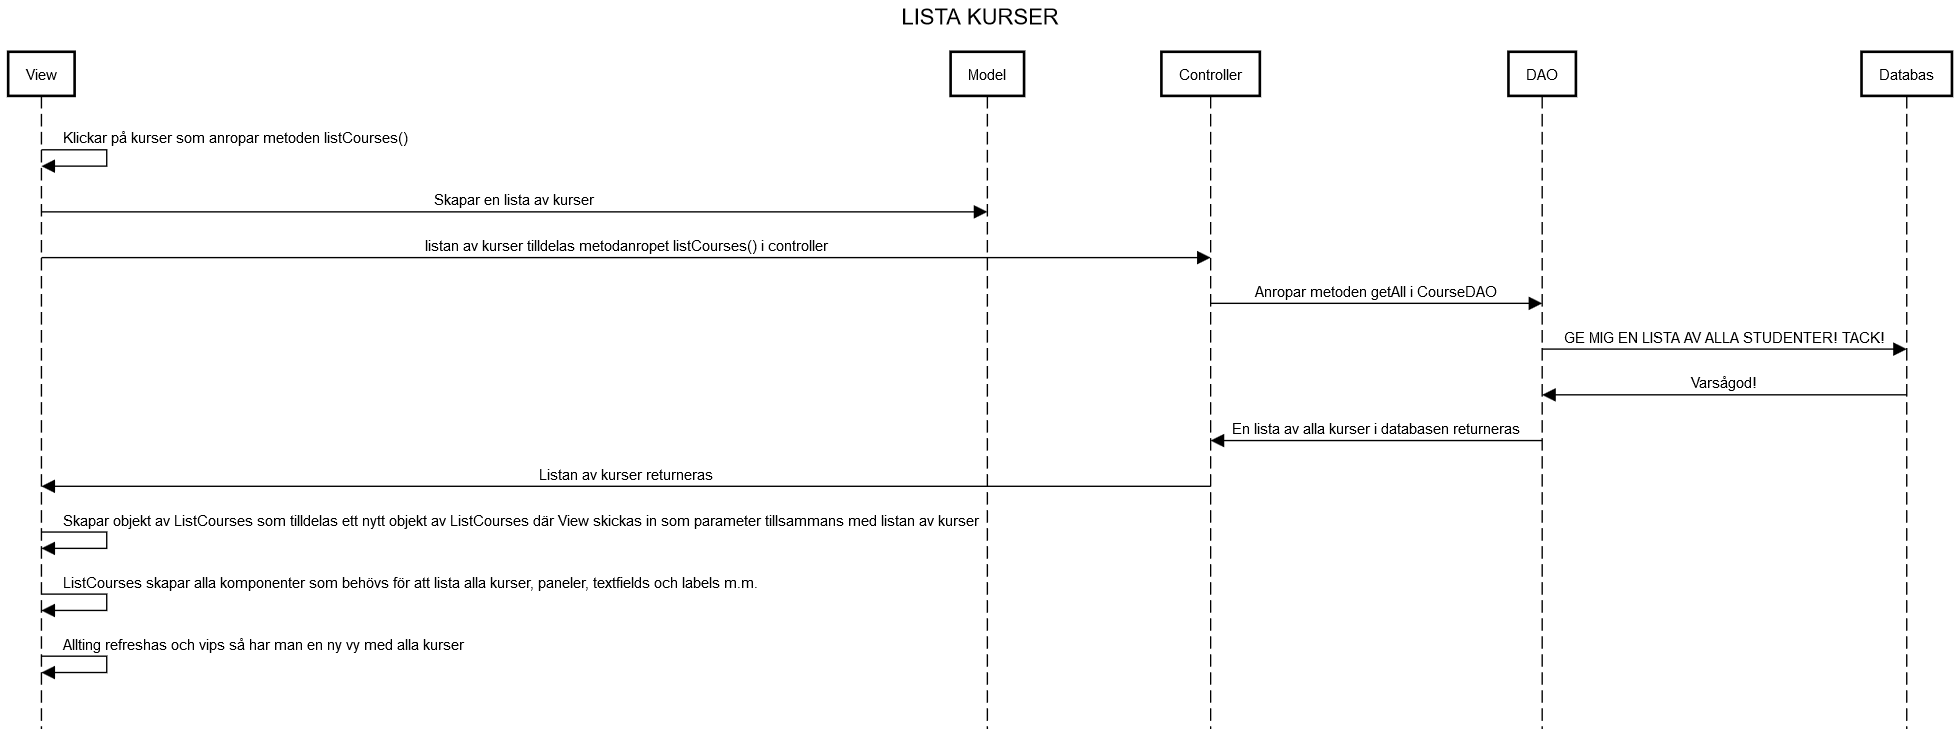 LISTA KURSER
View
Model
Controller
DAO
Databas
Klickar på kurser som anropar metoden listCourses()
Skapar en lista av kurser
listan av kurser tilldelas metodanropet listCourses() i controller
Anropar metoden getAll i CourseDAO
GE MIG EN LISTA AV ALLA STUDENTER! TACK!
Varsågod!
En lista av alla kurser i databasen returneras
Listan av kurser returneras
Skapar objekt av ListCourses som tilldelas ett nytt objekt av ListCourses där View skickas in som parameter tillsammans med listan av kurser
ListCourses skapar alla komponenter som behövs för att lista alla kurser, paneler, textfields och labels m.m.
Allting refreshas och vips så har man en ny vy med alla kurser